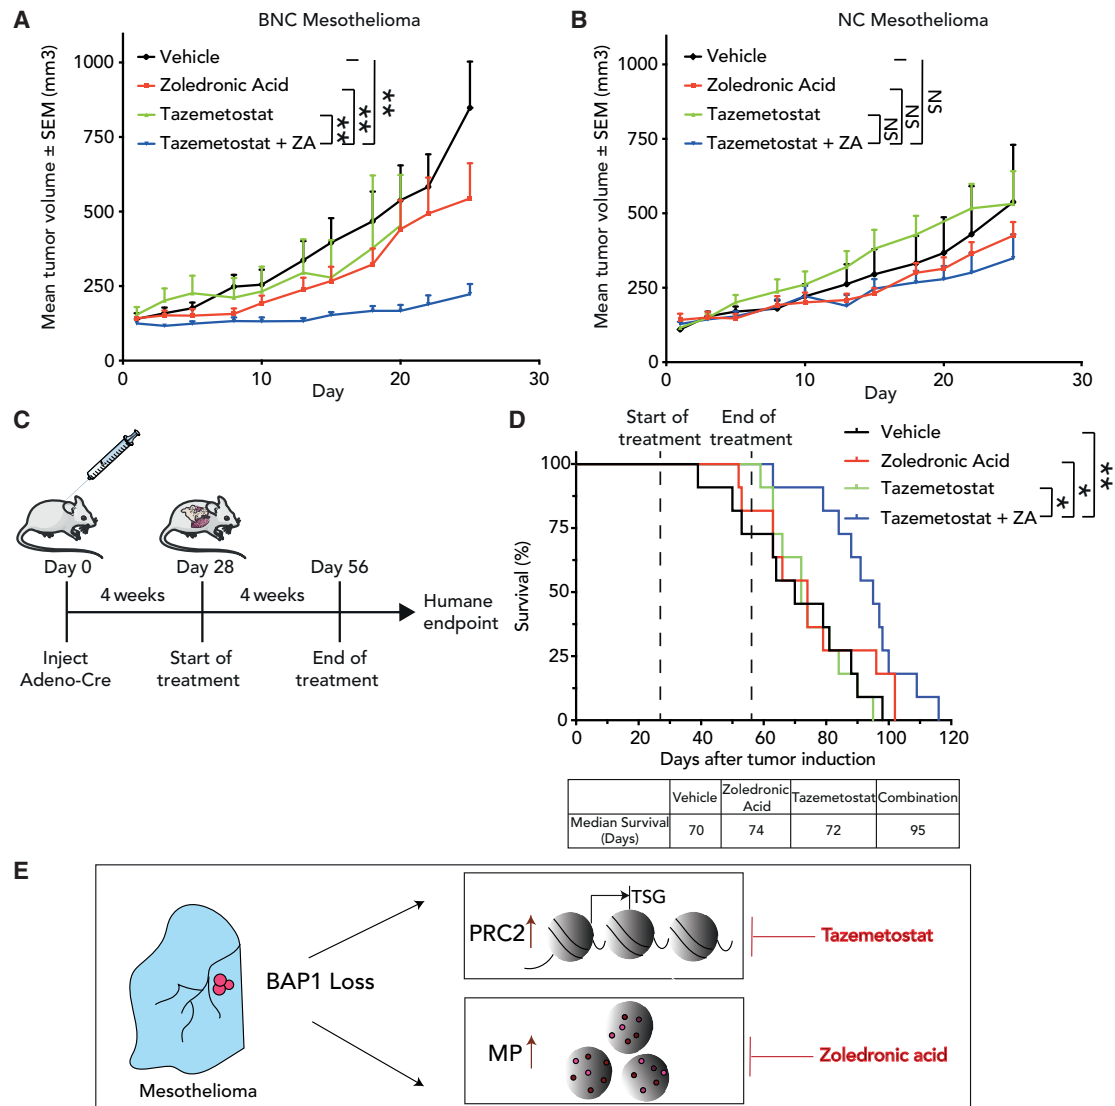 A
BNC Mesothelioma
Mean tumor volume ± SEM (mm3)
1000
750
500
250
0
0
10
20
30
Day
Vehicle
Zoledronic Acid
Tazemetostat
Tazemetostat + ZA
**
**
**
B
NC Mesothelioma
Mean tumor volume ± SEM (mm3)
1000
750
500
250
0
0
10
20
30
Day
Vehicle
Zoledronic Acid
Tazemetostat
Tazemetostat + ZA
NS
NS
NS
C
Day 0
Day 28
Day 56
4 weeks
4 weeks
Humane
endpoint
Inject
Adeno-Cre
Start of
treatment
End of
treatment
D
Start of
treatment
End of
treatment
Vehicle
Zoledronic Acid
Tazemetostat
Tazemetostat + ZA
*
*
**
Survival (%)
100
75
50
25
0
0
20
40
60
80
100
120
Days after tumor induction
Vehicle
Zoledronic
Acid
Tazemetostat
Combination
Median Survival
(Days)
70
74
72
95
E
Mesothelioma
BAP1 Loss
PRC2
TSG
Tazemetostat
MP
Zoledronic acid